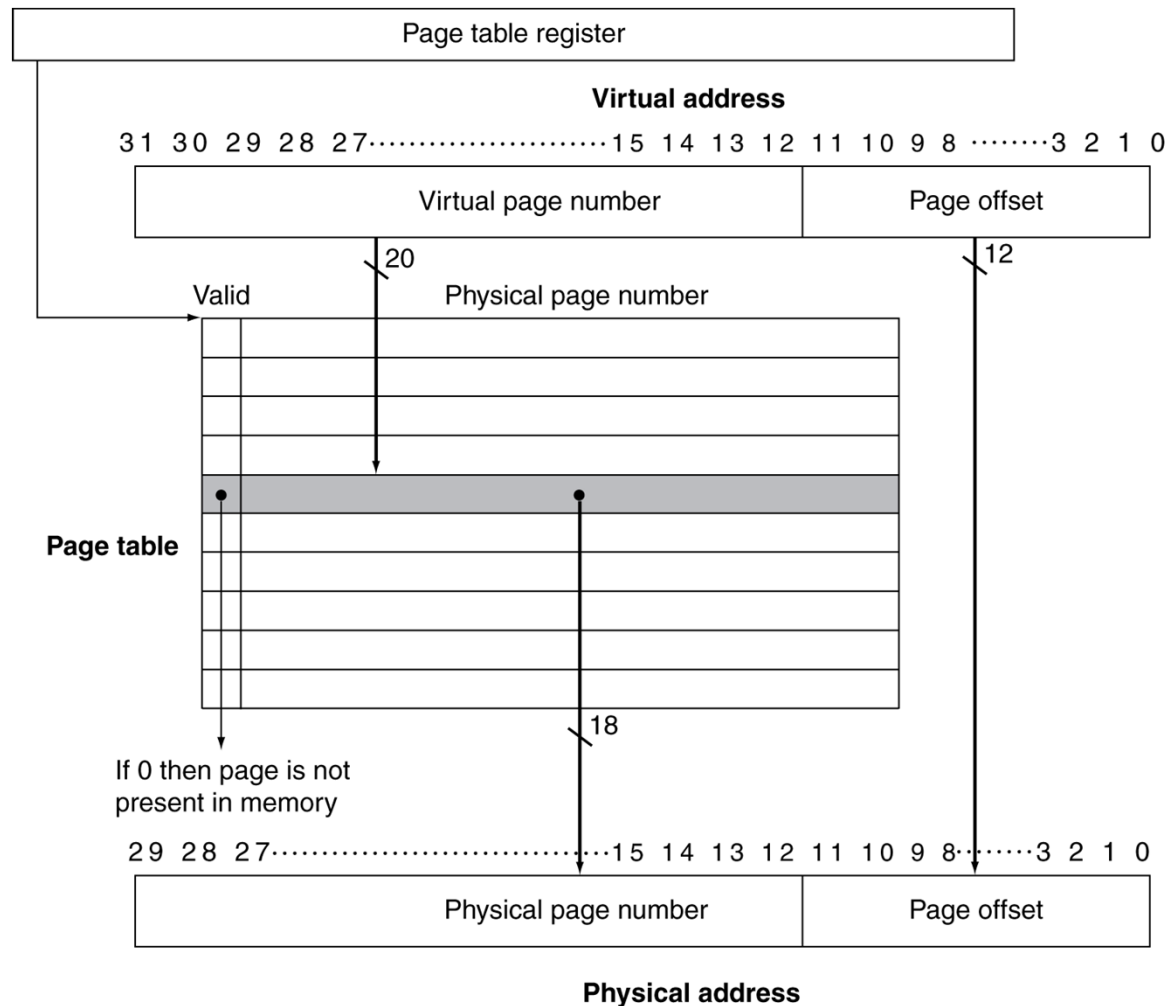 Page table register
Virtual address
31 30 29 28 27························15 14 13 12 11 10 9 8 ········3 2 1 0
Virtual page number Page offset
20 12
Valid Physical page number
Page table
18
If 0 then page is not
present in memory
29 28 27··································15 14 13 12 11 10 9 8········3 2 1 0
Physical page number Page offset
Physical address